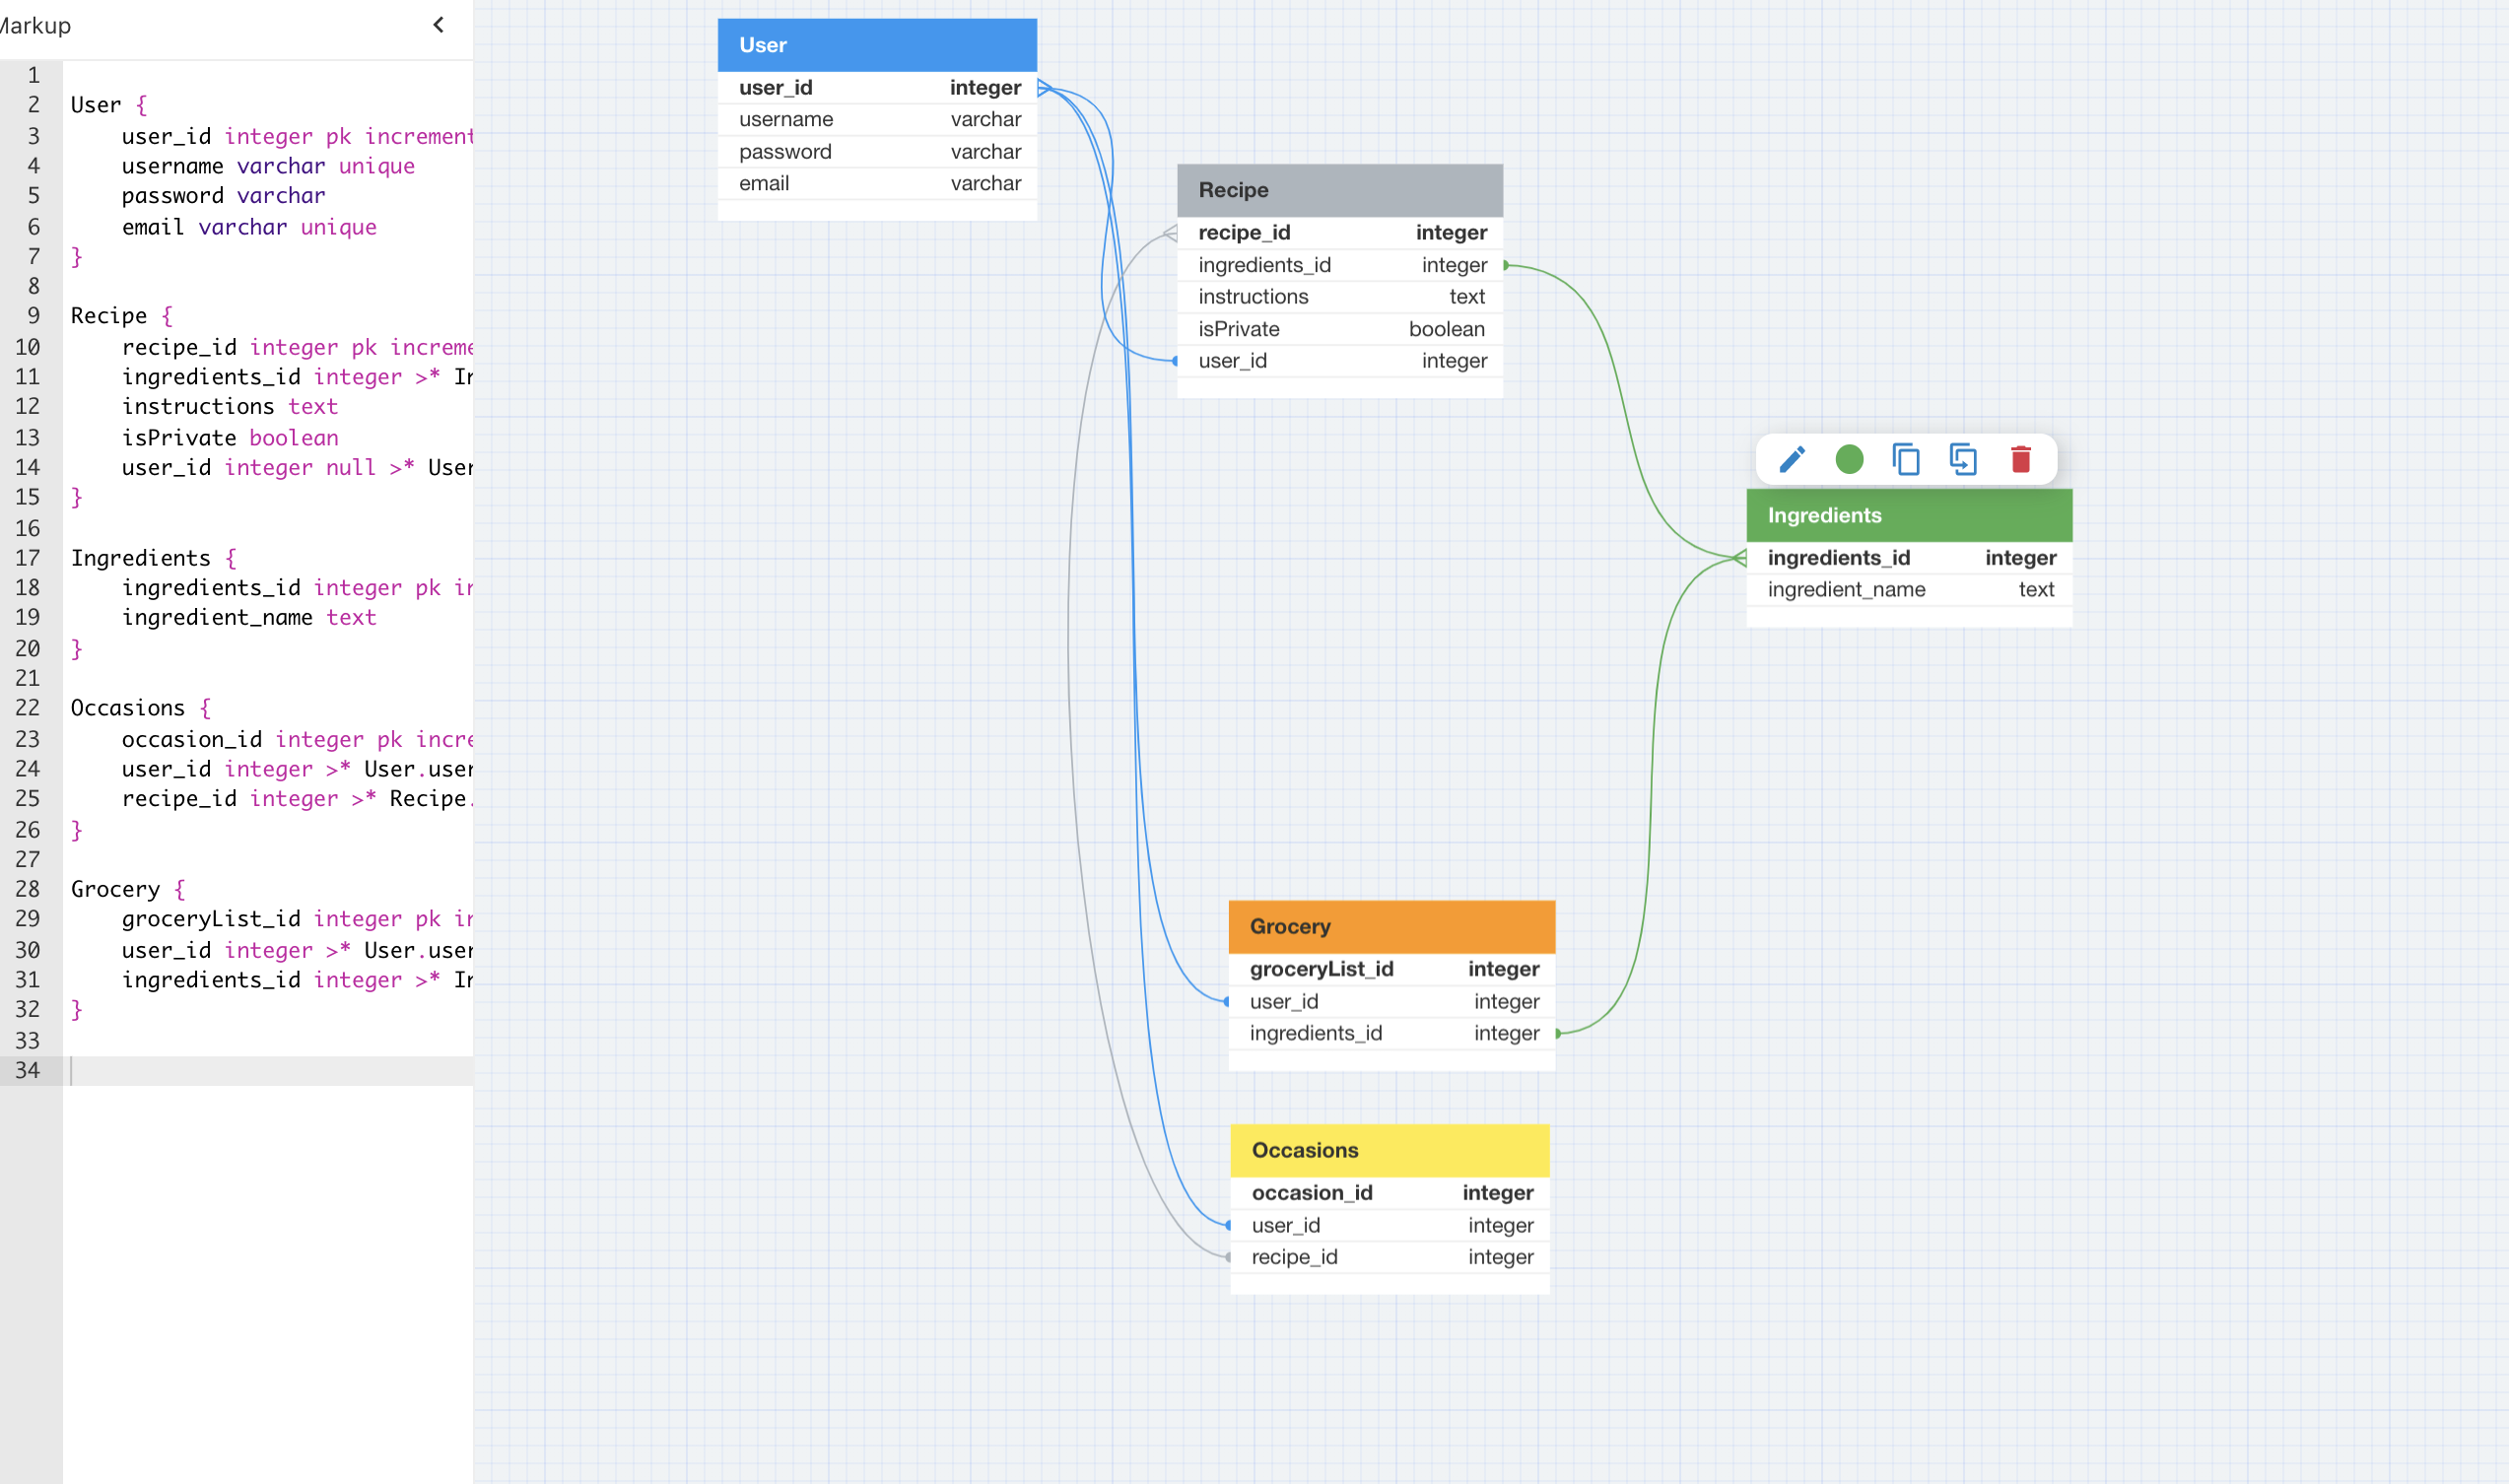 Markup
1
2 User {
3 user_id integer pk increment
4 username varchar unique
5 password varchar
6 email varchar unique
7 }
8
9 Recipe {
10 recipe_id integer pk increme
11 ingredients_id integer >* In
12 instructions text
13 isPrivate boolean
14 user_id integer null >* User
15 }
16
17 Ingredients {
18 ingredients_id integer pk in
19 ingredient_name text
20 }
21
22 Occasions {
23 occasion_id integer pk incre
24 user_id integer >* User.user
25 recipe_id integer >* Recipe.
26 }
27
28 Grocery {
29 groceryList_id integer pk in
30 user_id integer >* User.user
31 ingredients_id integer >* In
32 }
33
34
User
user_id integer
username varchar
password varchar
email varchar
Recipe
recipe_id integer
ingredients_id integer
instructions text
isPrivate boolean
user_id integer
Ingredients
ingredients_id integer
ingredient_name text
Grocery
groceryList_id integer
user_id integer
ingredients_id integer
Occasions
occasion_id integer
user_id integer
recipe_id integer